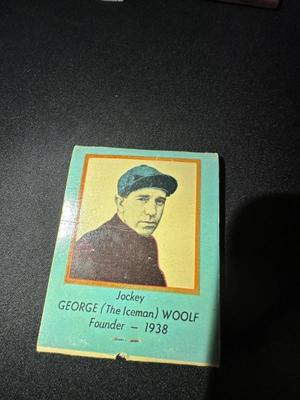 Jockey
GEORGE (The Iceman) WOOLF
Founder – 1938